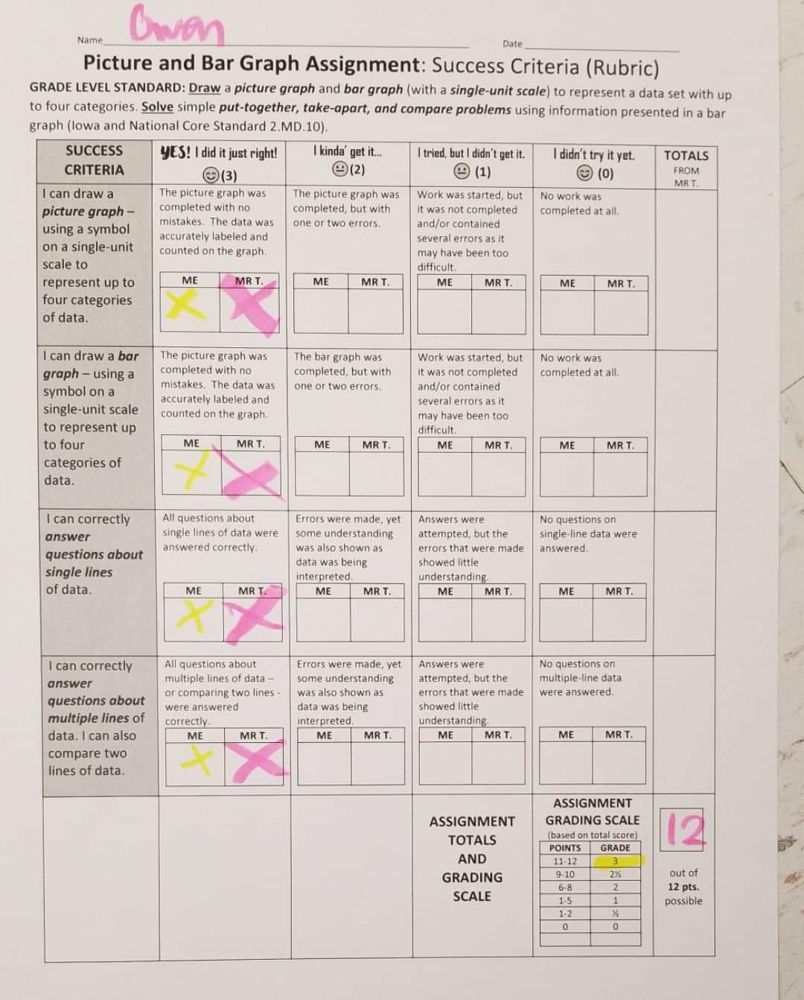 Owen
Name Date
Picture and Bar Graph Assignment: Success Criteria (Rubric)
GRADE LEVEL STANDARD: Draw a picture graph and bar graph (with a single-unit scale) to represent a data set with up
to four categories. Solve simple put-together, take-apart, and compare problems using information presented in a bar
graph (Iowa and National Core Standard 2.MD.10).
SUCCESS
CRITERIA
YES! I did it just right!
(3)
I kinda' get it...
(2)
I tried, but I didn't get it.
(1)
I didn't try it yet.
(0)
TOTALS
FROM
MR T.
I can draw a
picture graph –
using a symbol
on a single-unit
scale to
represent up to
four categories
of data.
The picture graph was
completed with no
mistakes. The data was
accurately labeled and
counted on the graph.
ME MR T.
X X
The picture graph was
completed, but with
one or two errors.
ME MR T.
Work was started, but
it was not completed
and/or contained
several errors as it
may have been too
difficult.
ME MR T.
No work was
completed at all.
ME MR T.
I can draw a bar
graph – using a
symbol on a
single-unit scale
to represent up
to four
categories of
data.
The picture graph was
completed with no
mistakes. The data was
accurately labeled and
counted on the graph.
ME MR T.
X X
The bar graph was
completed, but with
one or two errors.
ME MR T.
Work was started, but
it was not completed
and/or contained
several errors as it
may have been too
difficult.
ME MR T.
No work was
completed at all.
ME MR T.
I can correctly
answer
questions about
single lines
of data.
All questions about
single lines of data were
answered correctly.
ME MR T.
X X
Errors were made, yet
some understanding
was also shown as
data was being
interpreted.
ME MR T.
Answers were
attempted, but the
errors that were made
showed little
understanding.
ME MR T.
No questions on
single-line data were
answered.
ME MR T.
I can correctly
answer
questions about
multiple lines of
data. I can also
compare two
lines of data.
All questions about
multiple lines of data –
or comparing two lines -
were answered
correctly.
ME MR T.
X X
Errors were made, yet
some understanding
was also shown as
data was being
interpreted.
ME MR T.
Answers were
attempted, but the
errors that were made
showed little
understanding.
ME MR T.
No questions on
multiple-line data
were answered.
ME MR T.
ASSIGNMENT
TOTALS
AND
GRADING
SCALE
ASSIGNMENT
GRADING SCALE
(based on total score)
POINTS GRADE
11-12 3
9-10 2½
6-8 2
1-5 1
1-2 ½
0 0
12
out of
12 pts.
possible